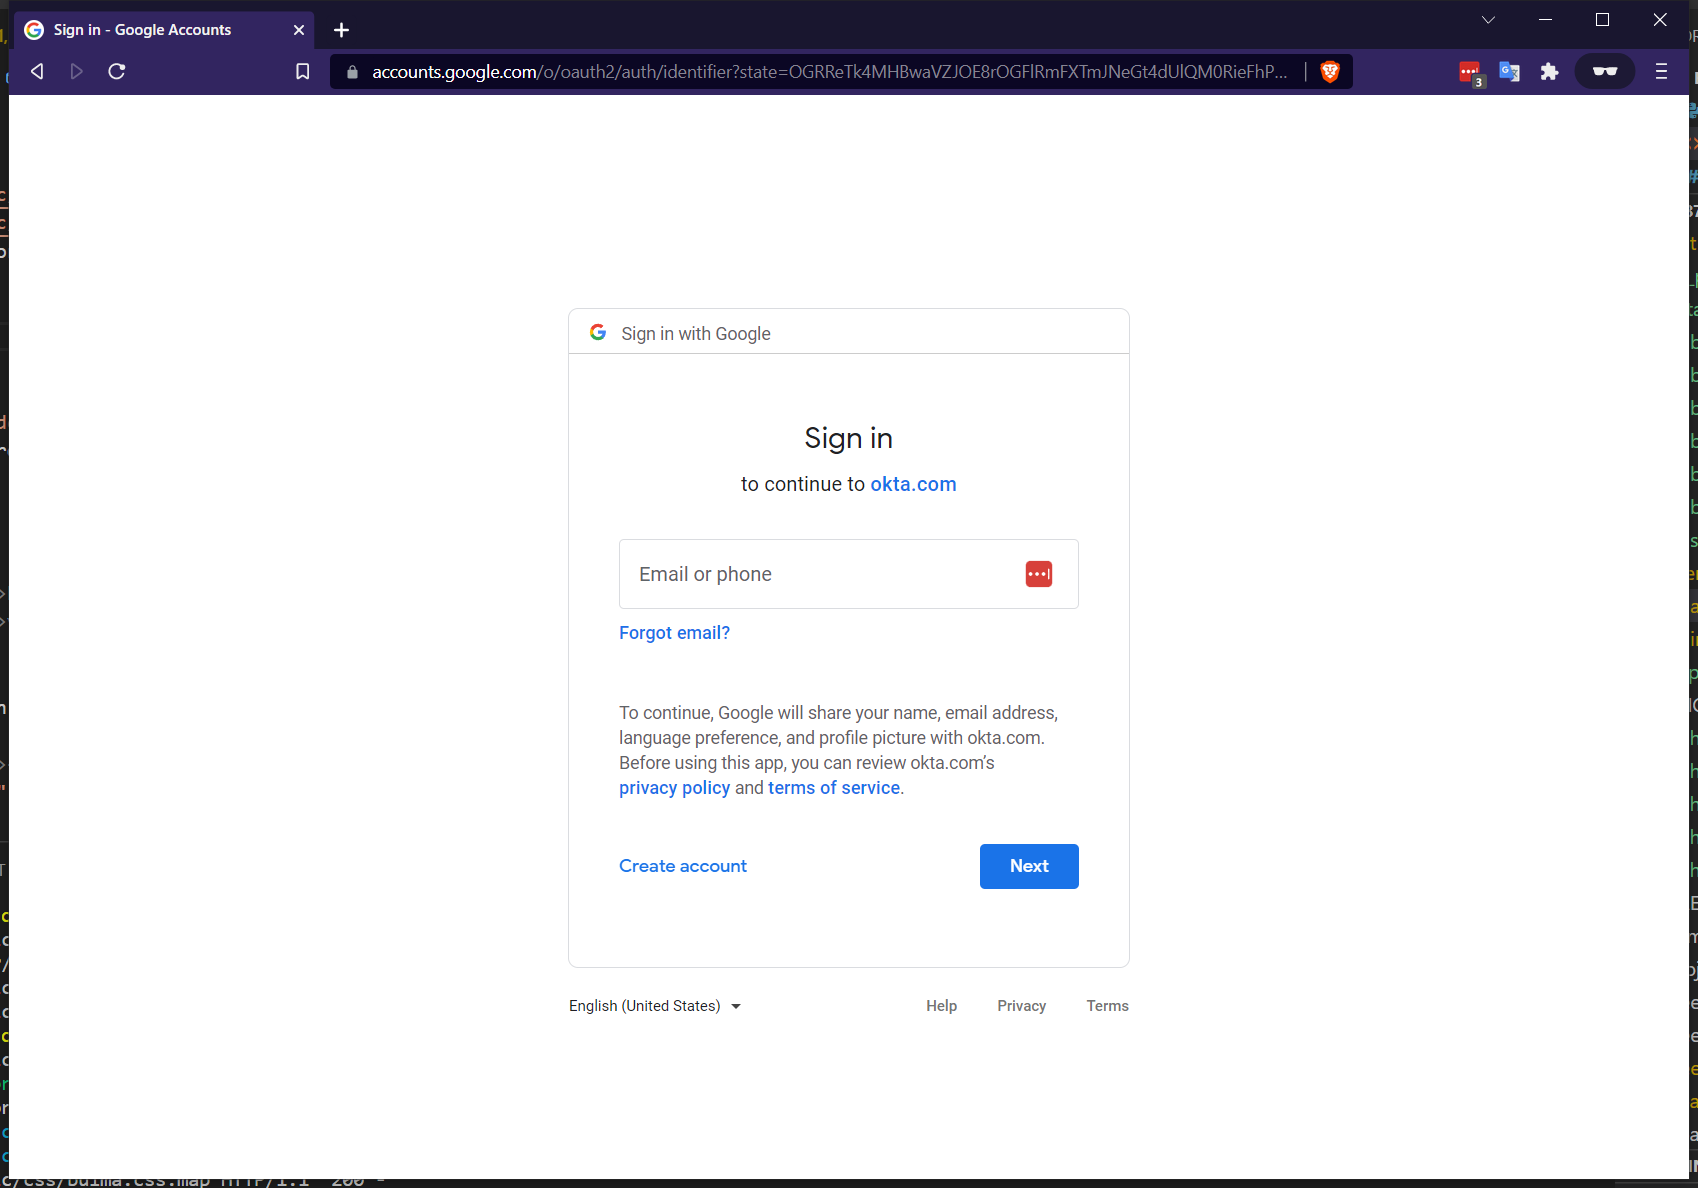 Sign in - Google Accounts
accounts.google.com/o/oauth2/auth/identifier?state=OGRReTk4MHBwaVZJOE8rOGFlRmFXTmJNeGt4dUlQM0RieFhP...
3
Sign in with Google
Sign in
to continue to okta.com
Email or phone
Forgot email?
To continue, Google will share your name, email address,
language preference, and profile picture with okta.com.
Before using this app, you can review okta.com’s
privacy policy and terms of service.
Create account
Next
English (United States)
Help
Privacy
Terms
c/css/bulma.css.map HTTP/1.1" 200 -